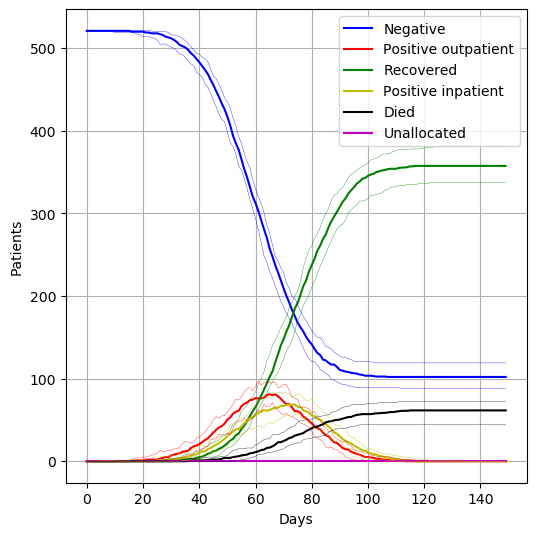 Negative
Positive outpatient
Recovered
Positive inpatient
Died
Unallocated
Patients
500
400
300
200
100
0
0 20 40 60 80 100 120 140
Days